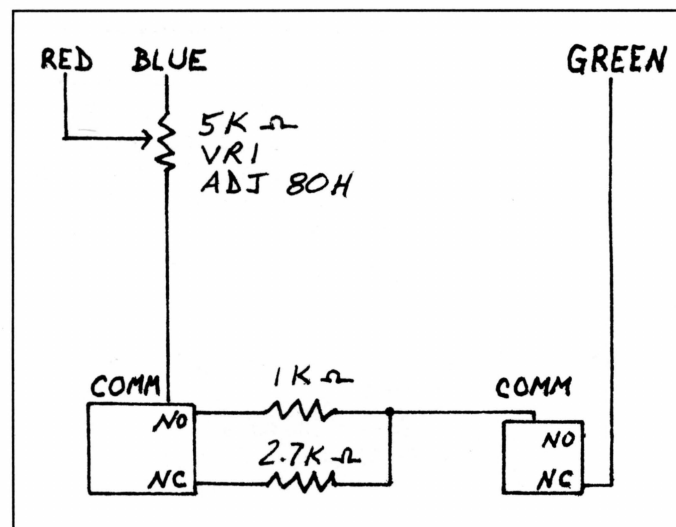 RED BLUE GREEN
5K Ω
VR1
ADJ 80H
COMM
NO
NC
1K Ω
2.7K Ω
COMM
NO
NC